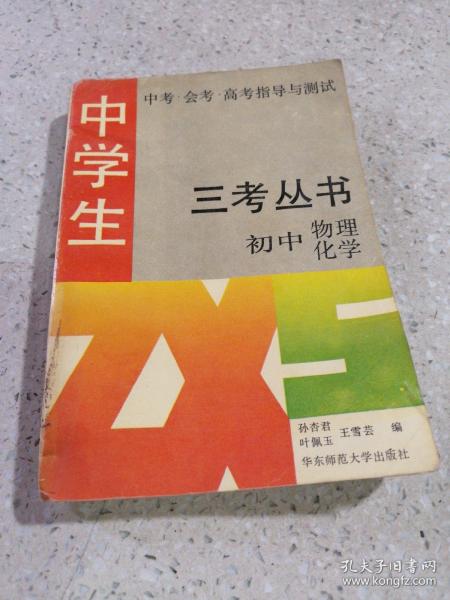 中学生
中考·会考·高考指导与测试
三考丛书
初中 物理
化学
ZXS
孙杏君
叶佩玉 王雪芸 编
华东师范大学出版社
孔夫子旧书网
www.kongfz.com